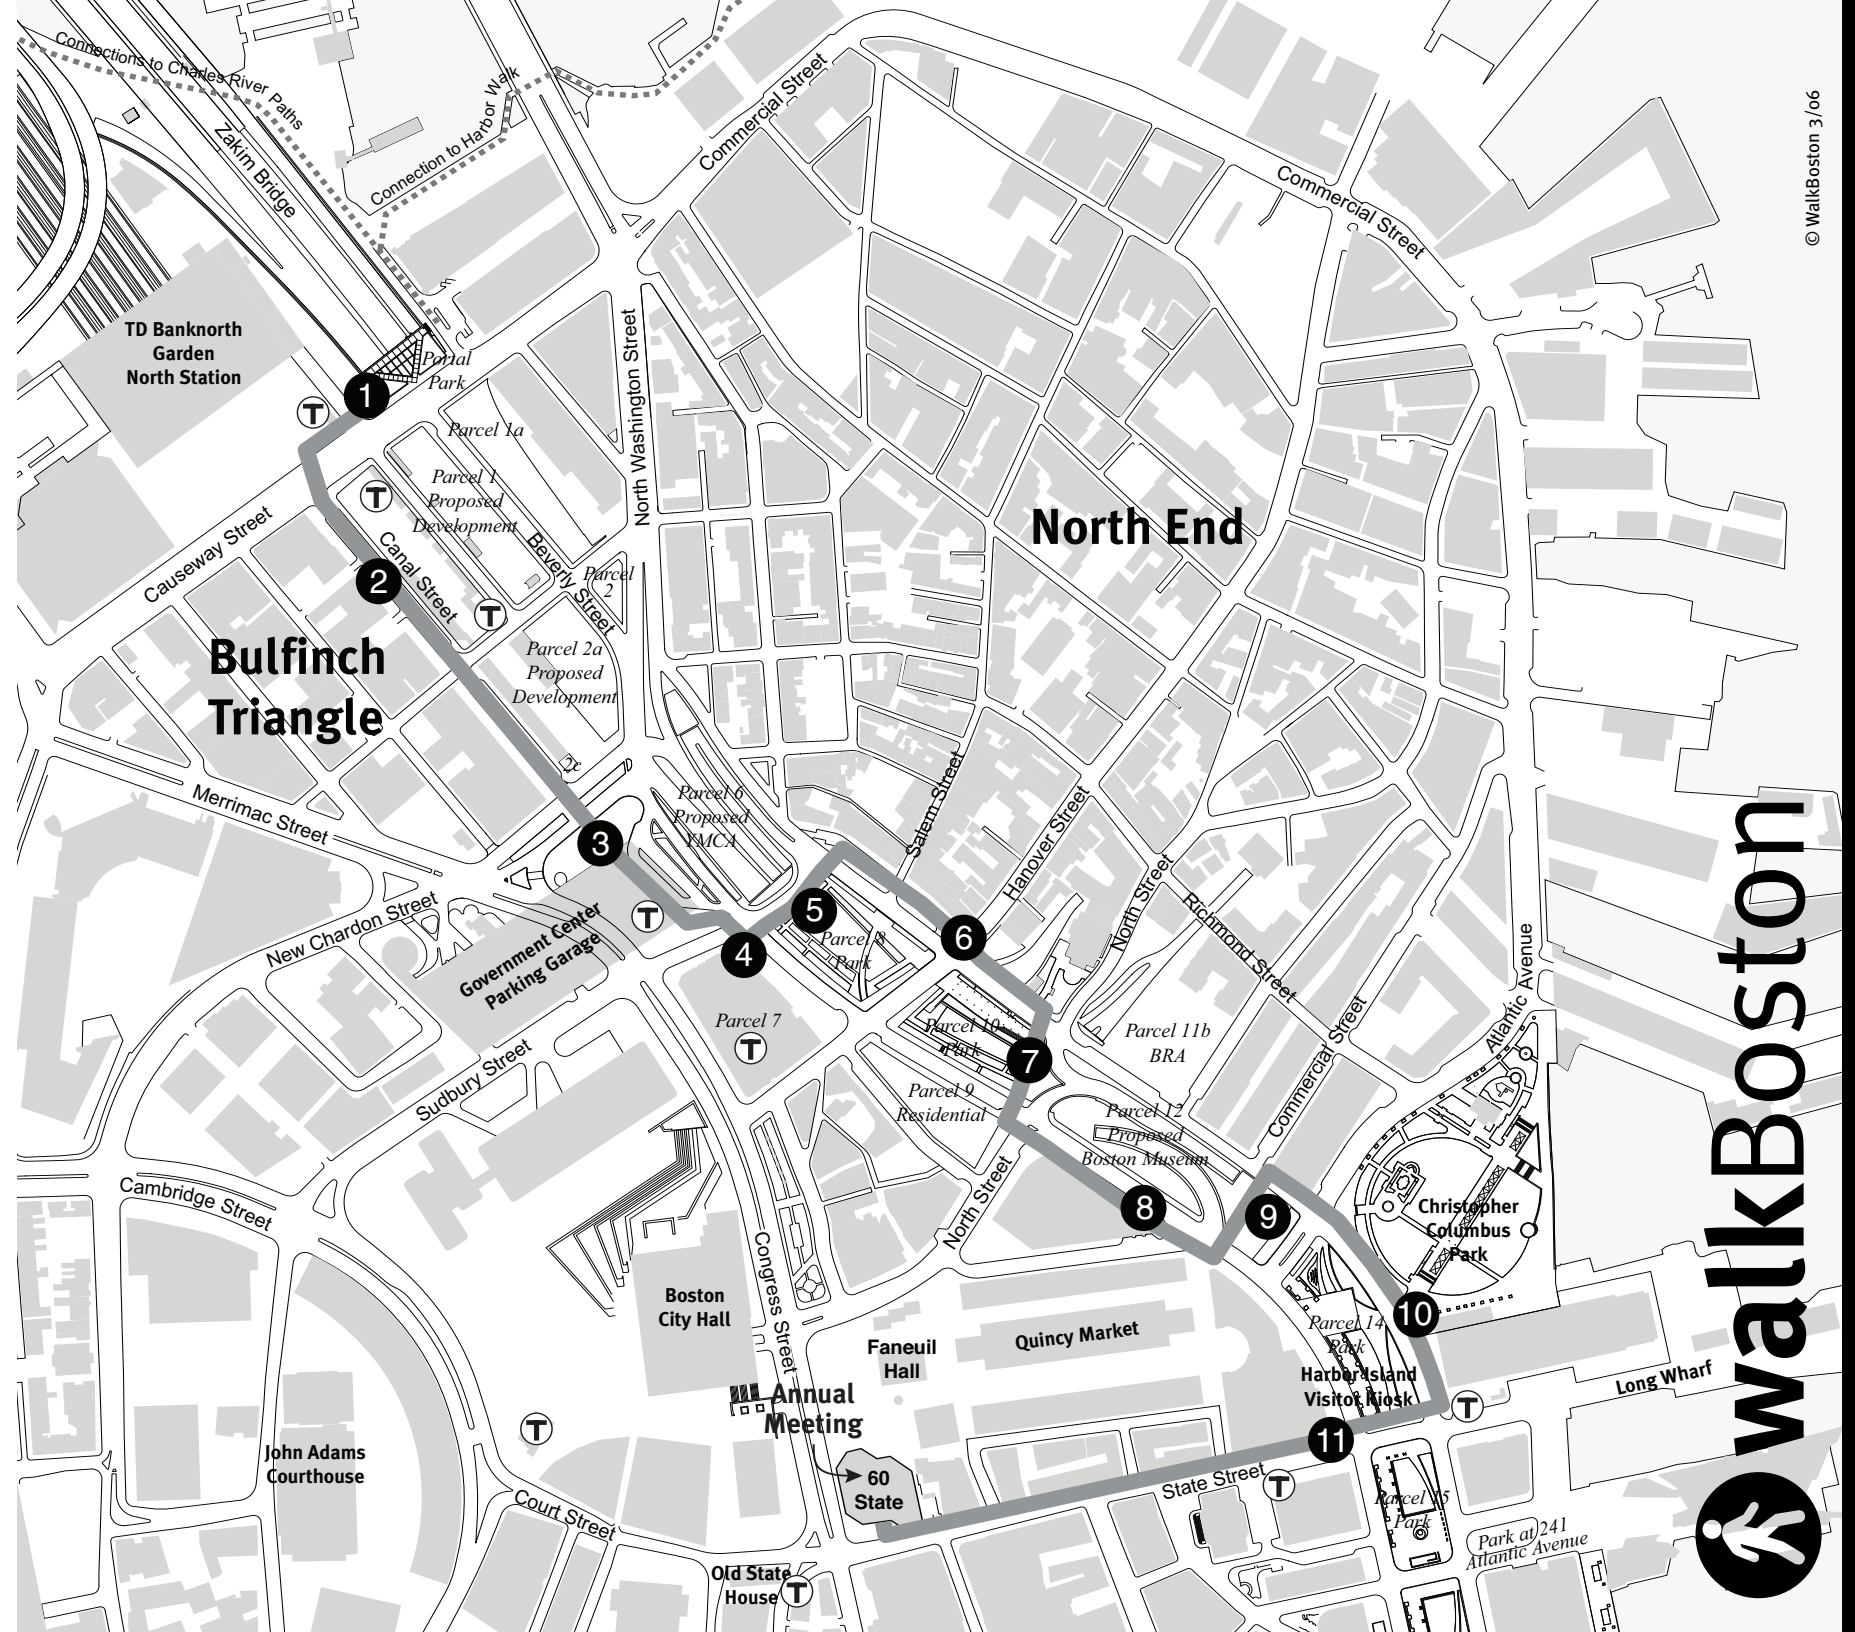 Connections to Charles River Paths
Zakim Bridge
Connection to Harbor Walk
Commercial Street
Commercial Street
© WalkBoston 3/06
TD Banknorth
Garden
North Station
Portal
Park
1
T
Parcel 1a
North Washington Street
Parcel 1
Proposed
Development
T
North End
Causeway Street
Canal Street
2
Beverly Street
Parcel
2
T
Bulfinch
Triangle
Parcel 2a
Proposed
Development
2c
Merrimac Street
Parcel 6
Proposed
YMCA
3
Salem Street
Hanover Street
North Street
Richmond Street
New Chardon Street
Government Center
Parking Garage
T
4
5
Parcel 8
Park
6
Atlantic Avenue
Parcel 7
T
Parcel 10
Park
7
Parcel 11b
BRA
Commercial Street
Sudbury Street
Parcel 9
Residential
Parcel 12
Proposed
Boston Museum
Cambridge Street
North Street
8
9
Christopher
Columbus
Park
Congress Street
Boston
City Hall
Faneuil
Hall
Quincy Market
10
Parcel 14
Park
Harbor Island
Visitor Kiosk
Long Wharf
T
Annual
Meeting
11
T
John Adams
Courthouse
60
State
State Street
T
Parcel 15
Park
Court Street
Park at 241
Atlantic Avenue
Old State
House
T
walkBoston